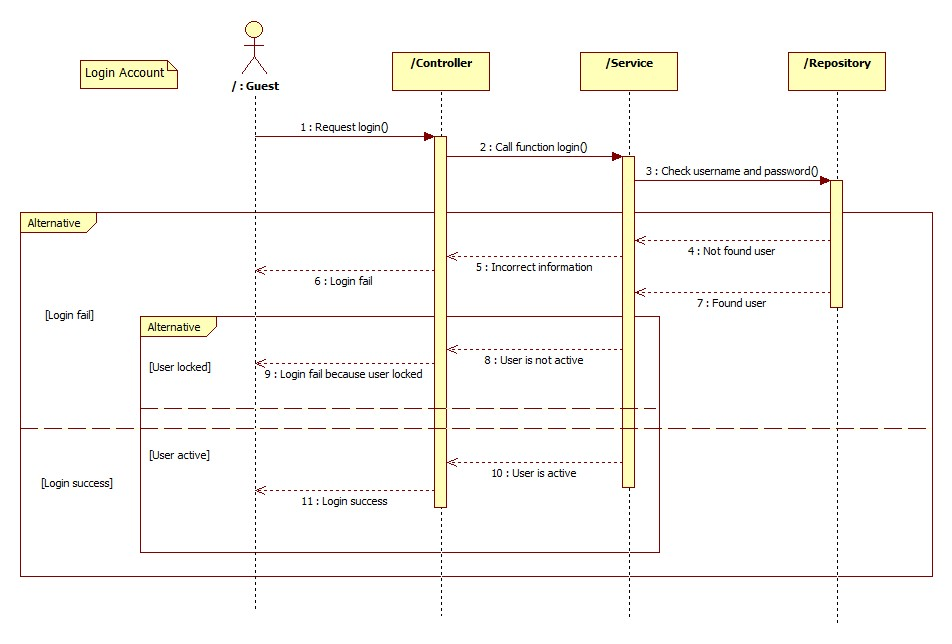 Login Account
/ : Guest
/Controller
/Service
/Repository
1 : Request login()
2 : Call function login()
3 : Check username and password()
Alternative
4 : Not found user
5 : Incorrect information
6 : Login fail
7 : Found user
[Login fail]
Alternative
8 : User is not active
[User locked]
9 : Login fail because user locked
[User active]
10 : User is active
[Login success]
11 : Login success